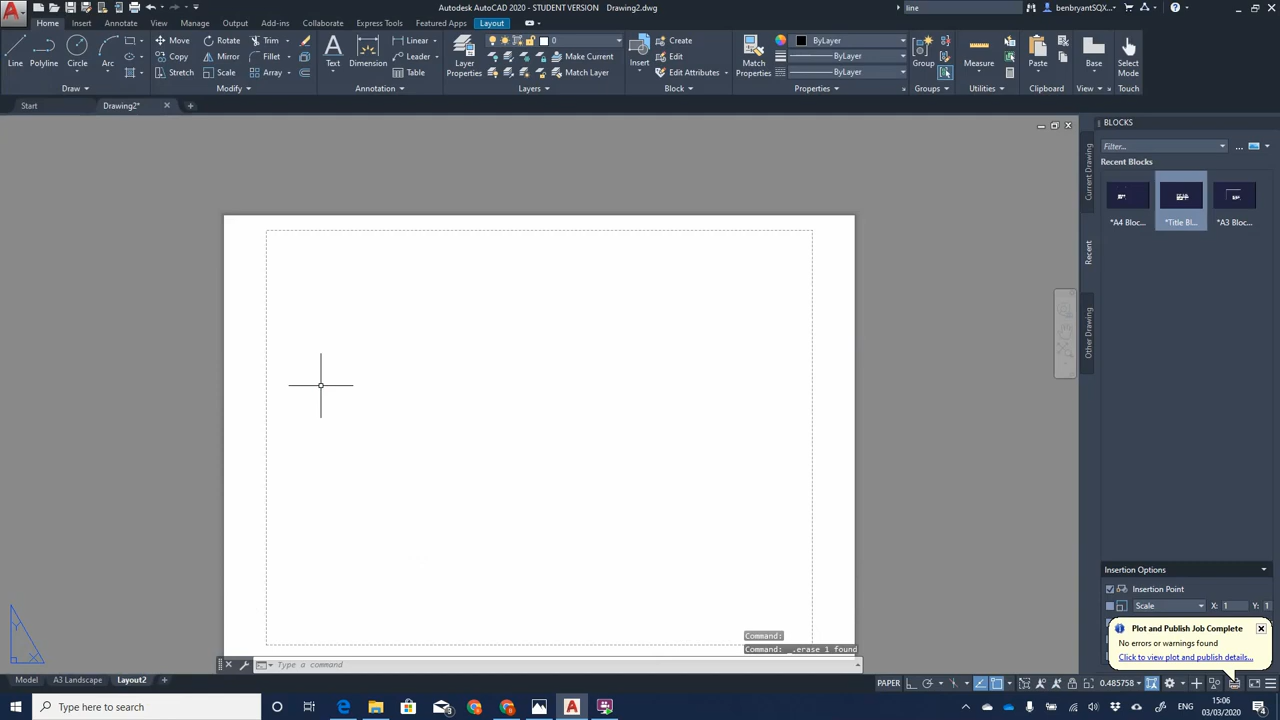 Autodesk AutoCAD 2020 - STUDENT VERSION Drawing2.dwg line benbryantSQX...
Home Insert Annotate View Manage Output Add-ins Collaborate Express Tools Featured Apps Layout
Move Rotate Trim Linear 0 Create ByLayer
Copy Mirror Fillet Leader Make Current Edit ByLayer
Stretch Scale Array Table Match Layer Edit Attributes ByLayer
Line Polyline Circle Arc Text Dimension Layer Properties Insert Match Properties Group Measure Paste Base Select Mode
Draw Modify Annotation Layers Block Properties Groups Utilities Clipboard View Touch
Start Drawing2*
BLOCKS
Filter...
Recent Blocks
*A4 Bloc... *Title Bl... *A3 Bloc...
Current Drawing
Recent
Other Drawing
Insertion Options
Insertion Point
Scale X: 1 Y: 1
Plot and Publish Job Complete
No errors or warnings found
Click to view plot and publish details...
Y
X
Command:
Command: _.erase 1 found
Type a command
Model A3 Landscape Layout2 PAPER 0.485758
Type here to search
ENG
15:06
03/03/2020